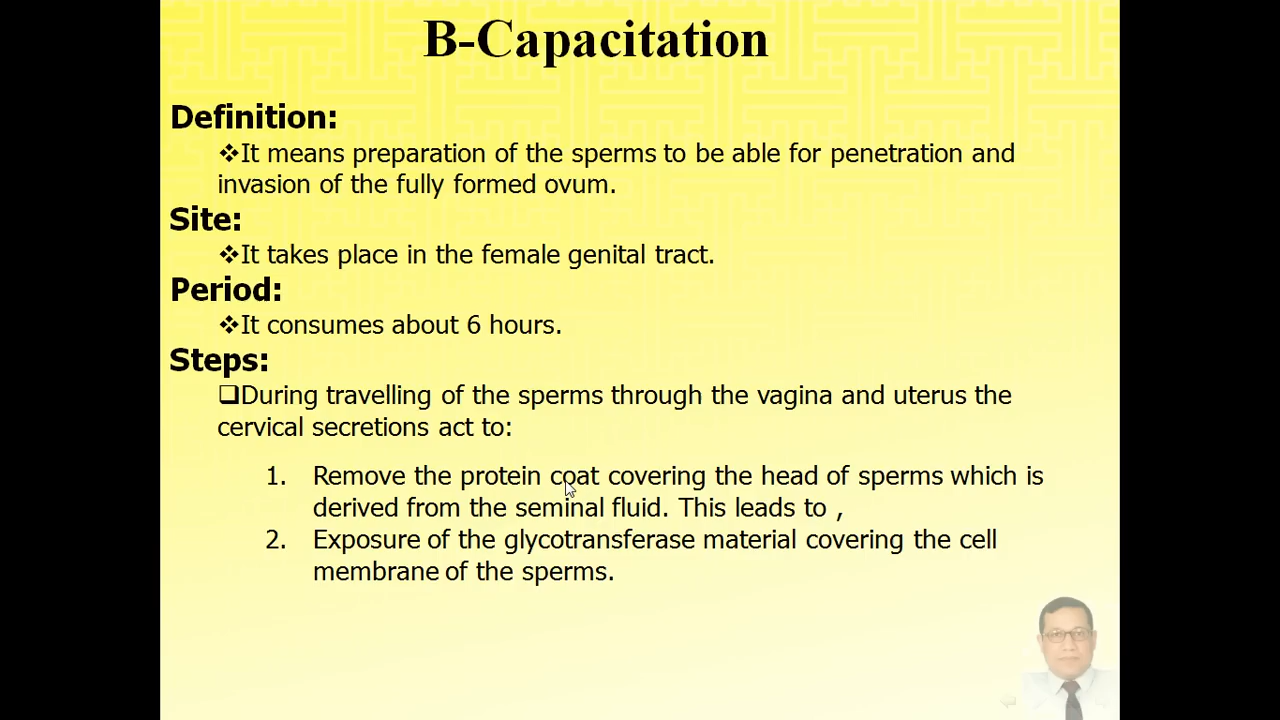 B-Capacitation
Definition:
❖It means preparation of the sperms to be able for penetration and
invasion of the fully formed ovum.
Site:
❖It takes place in the female genital tract.
Period:
❖It consumes about 6 hours.
Steps:
❑During travelling of the sperms through the vagina and uterus the
cervical secretions act to:
1. Remove the protein coat covering the head of sperms which is
derived from the seminal fluid. This leads to ,
2. Exposure of the glycotransferase material covering the cell
membrane of the sperms.